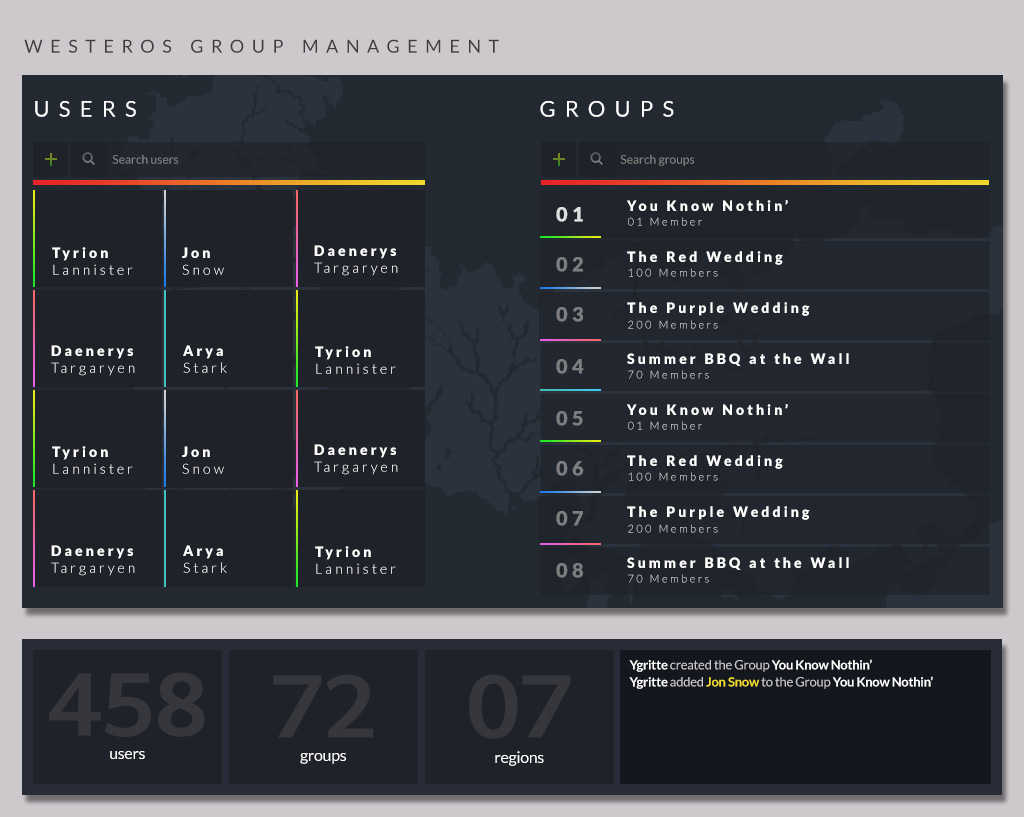 WESTEROS GROUP MANAGEMENT
USERS
Search users
Tyrion
Lannister
Jon
Snow
Daenerys
Targaryen
Daenerys
Targaryen
Arya
Stark
Tyrion
Lannister
Tyrion
Lannister
Jon
Snow
Daenerys
Targaryen
Daenerys
Targaryen
Arya
Stark
Tyrion
Lannister
GROUPS
Search groups
01
You Know Nothin’
01 Member
02
The Red Wedding
100 Members
03
The Purple Wedding
200 Members
04
Summer BBQ at the Wall
70 Members
05
You Know Nothin’
01 Member
06
The Red Wedding
100 Members
07
The Purple Wedding
200 Members
08
Summer BBQ at the Wall
70 Members
458
users
72
groups
07
regions
Ygritte created the Group You Know Nothin’
Ygritte added Jon Snow to the Group You Know Nothin’